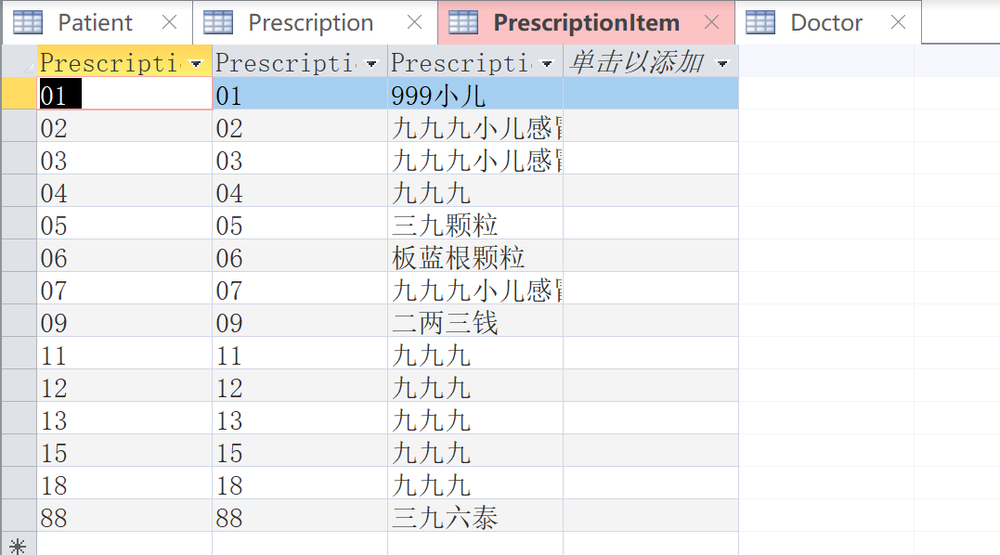 Patient Prescription PrescriptionItem Doctor
Prescripti Prescripti Prescripti 单击以添加
01 01 999小儿
02 02 九九九小儿感冒
03 03 九九九小儿感冒
04 04 九九九
05 05 三九颗粒
06 06 板蓝根颗粒
07 07 九九九小儿感冒
09 09 二两三钱
11 11 九九九
12 12 九九九
13 13 九九九
15 15 九九九
18 18 九九九
88 88 三九六泰